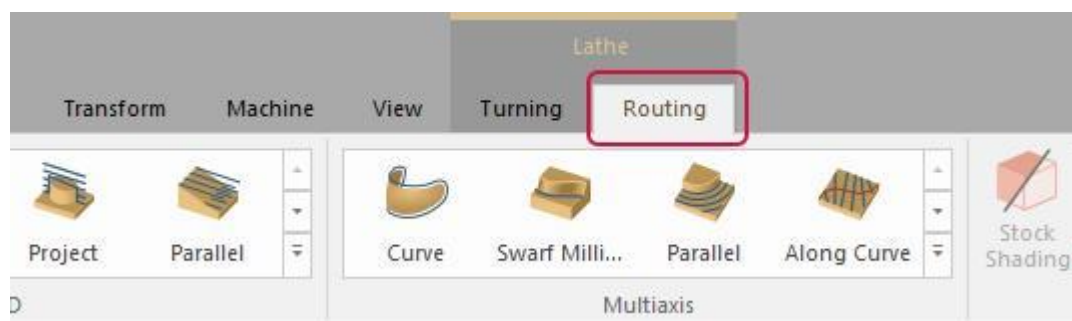 Lathe
Transform Machine View Turning Routing
Project Parallel Curve Swarf Milli... Parallel Along Curve Stock Shading
Multiaxis